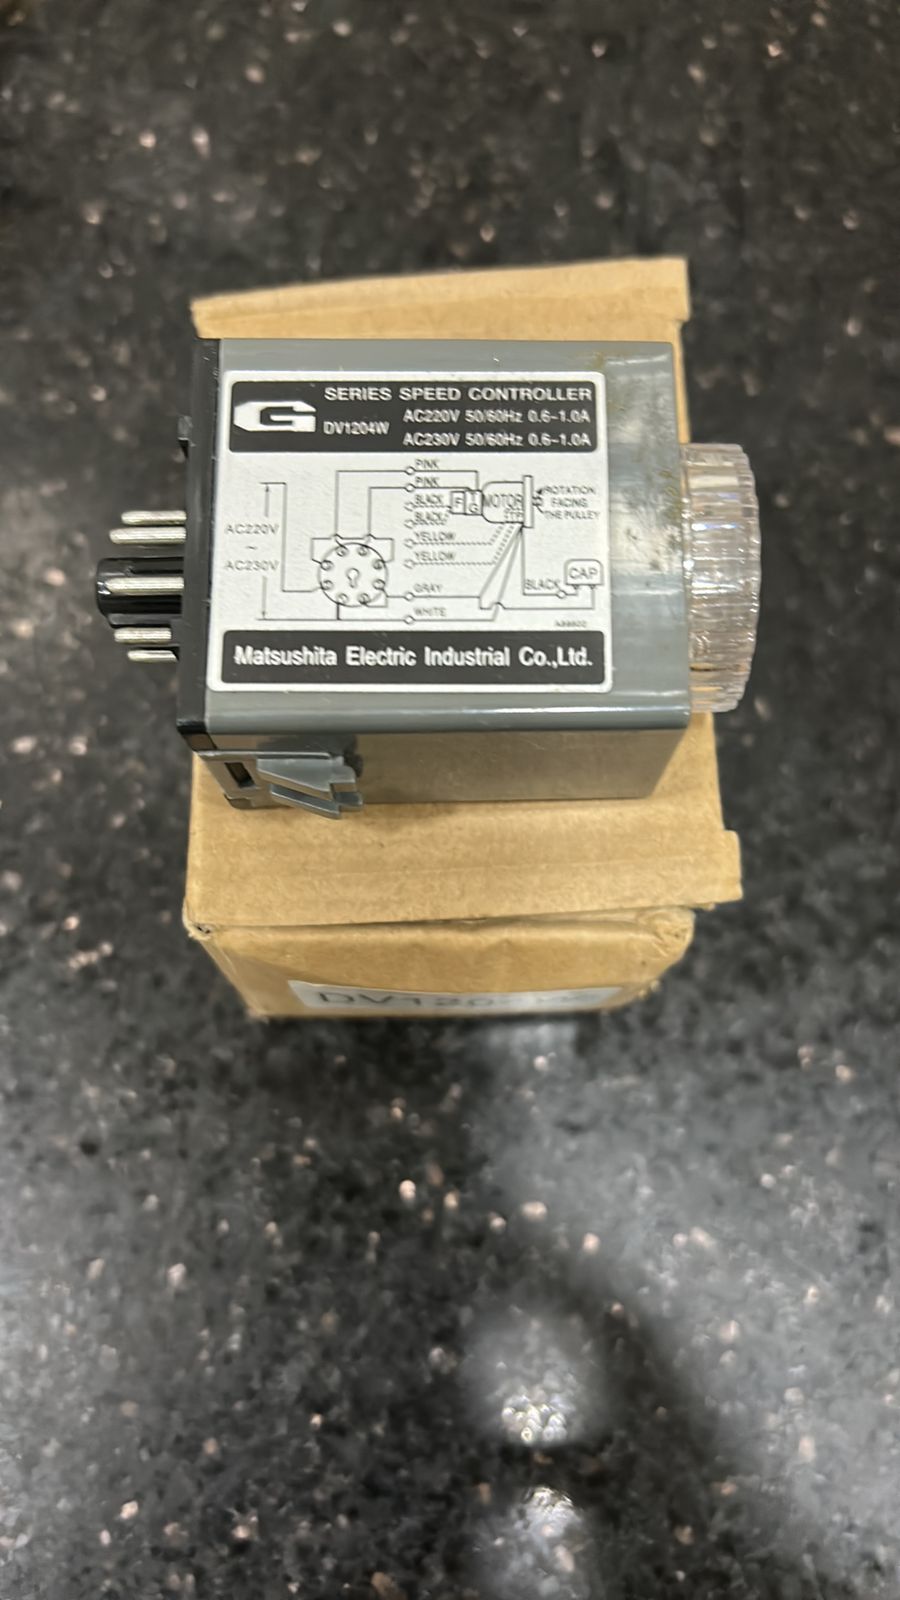 G
SERIES SPEED CONTROLLER
DV1204W
AC220V 50/60Hz 0.6~1.0A
AC230V 50/60Hz 0.6~1.0A
PINK
PINK
BLACK
BLACK
YELLOW
YELLOW
GRAY
WHITE
AC220V
~
AC230V
F
G
MOTOR
ROTATION
FACING
THE PULLEY
BLACK
CAP
Matsushita Electric Industrial Co.,Ltd.